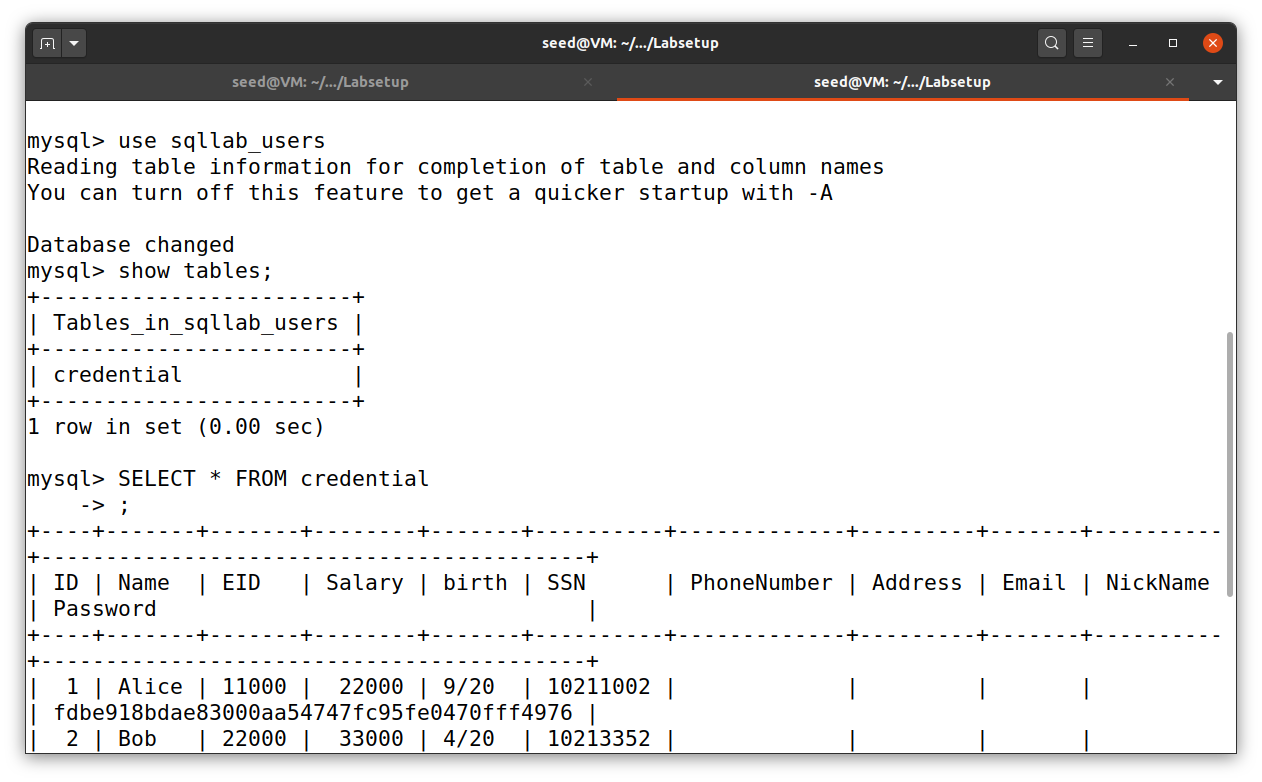 seed@VM: ~/.../Labsetup
seed@VM: ~/.../Labsetup
seed@VM: ~/.../Labsetup
mysql> use sqllab_users
Reading table information for completion of table and column names
You can turn off this feature to get a quicker startup with -A
Database changed
mysql> show tables;
+------------------------+
| Tables_in_sqllab_users |
+------------------------+
| credential             |
+------------------------+
1 row in set (0.00 sec)
mysql> SELECT * FROM credential
    -> ;
+----+-------+-------+--------+-------+----------+-------------+---------+-------+----------
+------------------------------------------+
| ID | Name  | EID   | Salary | birth | SSN      | PhoneNumber | Address | Email | NickName
| Password                                 |
+----+-------+-------+--------+-------+----------+-------------+---------+-------+----------
+------------------------------------------+
|  1 | Alice | 11000 |  22000 | 9/20  | 10211002 |             |         |       |
| fdbe918bdae83000aa54747fc95fe0470fff4976 |
|  2 | Bob   | 22000 |  33000 | 4/20  | 10213352 |             |         |       |